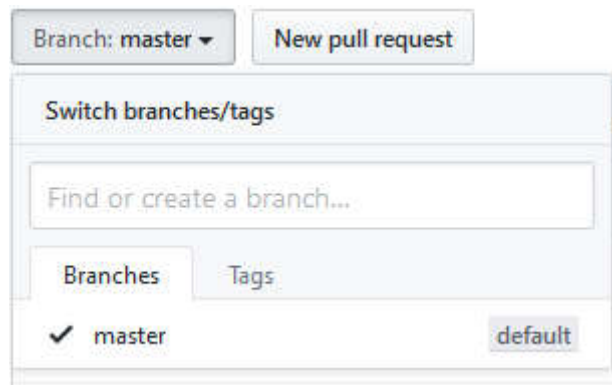 Branch: master New pull request
Switch branches/tags
Find or create a branch...
Branches Tags
master default